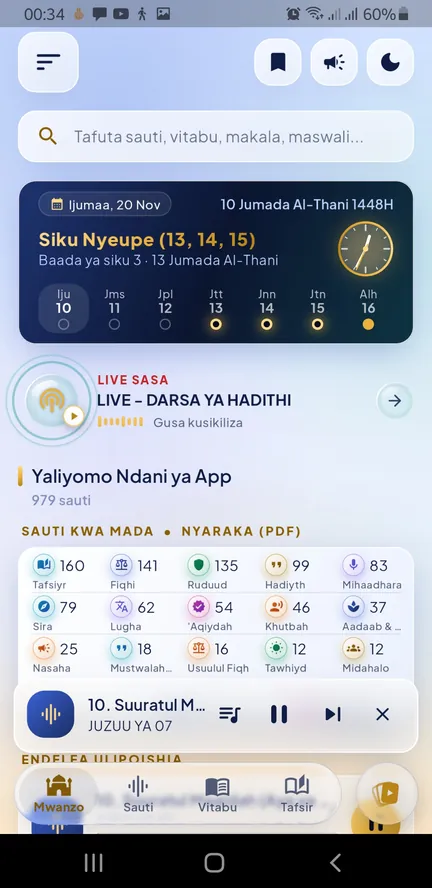 00:34
60%
Tafuta sauti, vitabu, makala, maswali...
Ijumaa, 20 Nov
10 Jumada Al-Thani 1448H
Siku Nyeupe (13, 14, 15)
Baada ya siku 3 · 13 Jumada Al-Thani
Iju Jms Jpl Jtt Jnn Jtn Alh
10 11 12 13 14 15 16
LIVE SASA
LIVE - DARSA YA HADITHI
Gusa kusikiliza
Yaliyomo Ndani ya App
979 sauti
SAUTI KWA MADA • NYARAKA (PDF)
160 141 135 99 83
Tafsiyr Fiqhi Ruduud Hadiyth Mihaadhara
79 62 54 46 37
Sira Lugha 'Aqiydah Khutbah Aadaab & ...
25 18 16 12 12
Nasaha Mustwalah... Usuulul Fiqh Tawhiyd Midahalo
10. Suuratul M...
JUZUU YA 07
ENDELEA ULIPOISHIA
Mwanzo Sauti Vitabu Tafsir